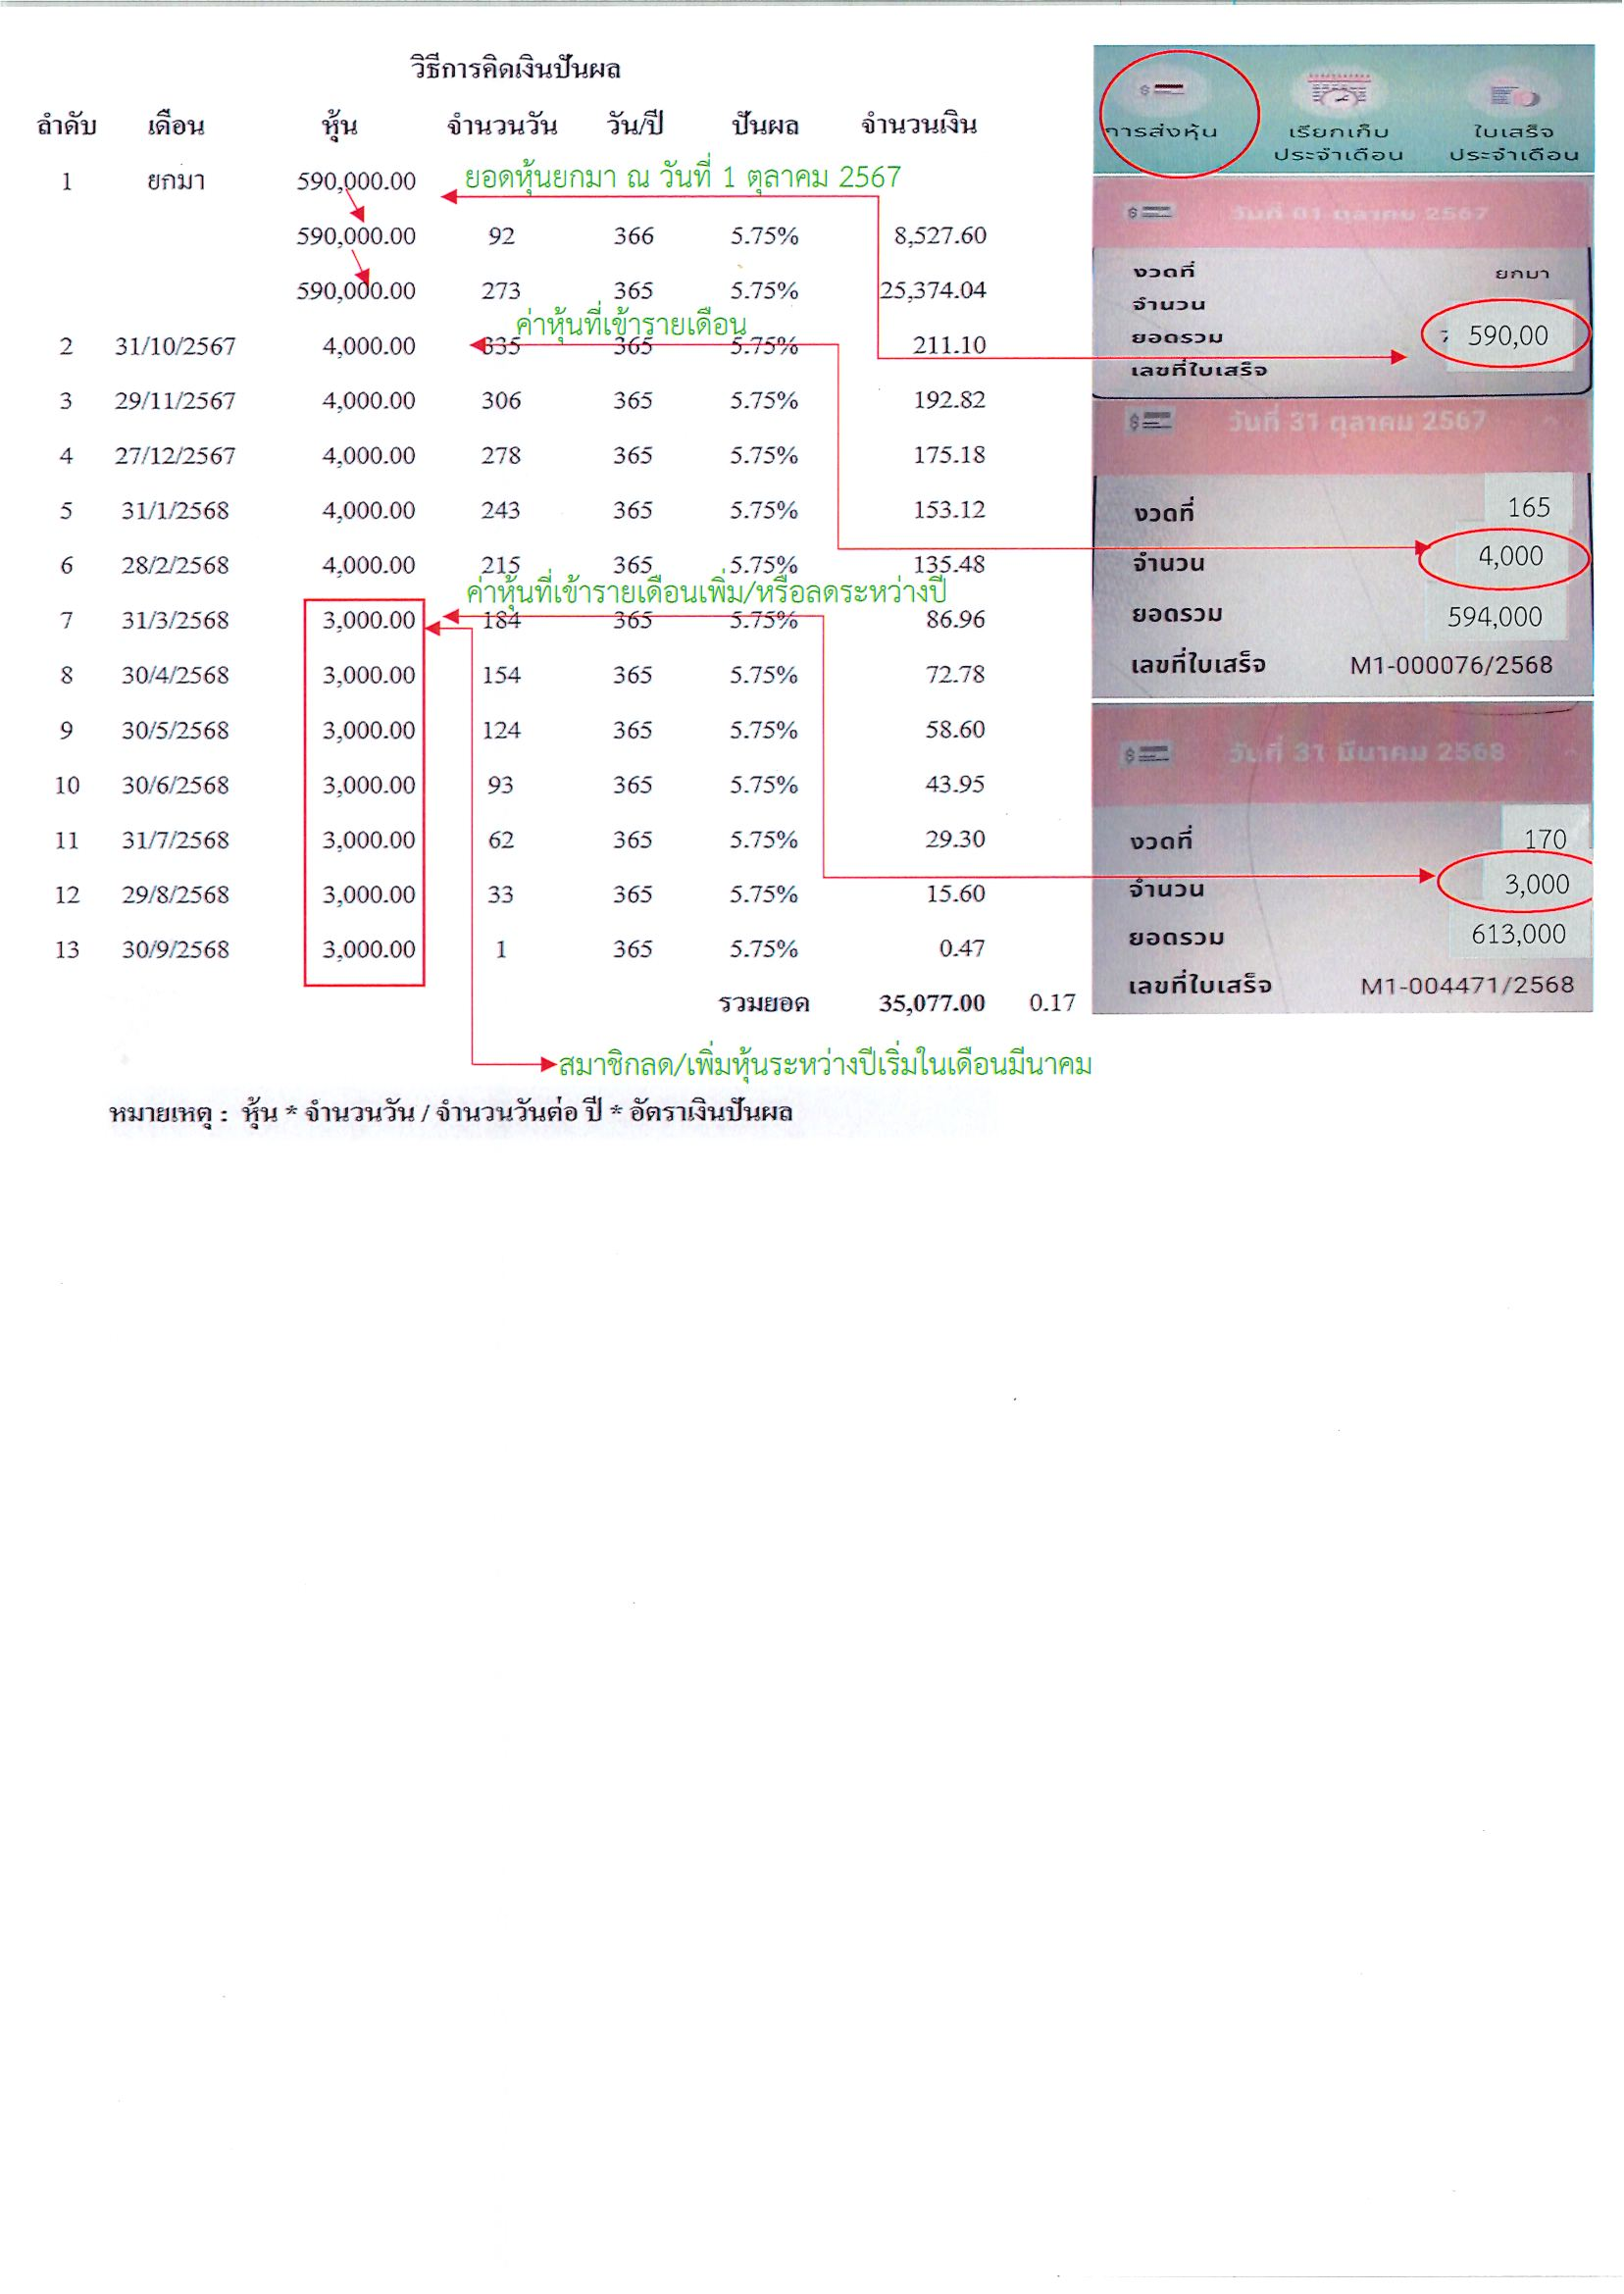 วิธีการคิดเงินปันผล
ลำดับ เดือน หุ้น จำนวนวัน วัน/ปี ปันผล จำนวนเงิน
1 ยกมา 590,000.00 ยอดหุ้นยกมา ณ วันที่ 1 ตุลาคม 2567
590,000.00 92 366 5.75% 8,527.60
590,000.00 273 365 5.75% 25,374.04
ค่าหุ้นที่เข้ารายเดือน
2 31/10/2567 4,000.00 335 365 5.75% 211.10
3 29/11/2567 4,000.00 306 365 5.75% 192.82
4 27/12/2567 4,000.00 278 365 5.75% 175.18
5 31/1/2568 4,000.00 243 365 5.75% 153.12
6 28/2/2568 4,000.00 215 365 5.75% 135.48
ค่าหุ้นที่เข้ารายเดือนเพิ่ม/หรือลดระหว่างปี
7 31/3/2568 3,000.00 184 365 5.75% 86.96
8 30/4/2568 3,000.00 154 365 5.75% 72.78
9 30/5/2568 3,000.00 124 365 5.75% 58.60
10 30/6/2568 3,000.00 93 365 5.75% 43.95
11 31/7/2568 3,000.00 62 365 5.75% 29.30
12 29/8/2568 3,000.00 33 365 5.75% 15.60
13 30/9/2568 3,000.00 1 365 5.75% 0.47
รวมยอด 35,077.00 0.17
สมาชิกลด/เพิ่มหุ้นระหว่างปีเริ่มในเดือนมีนาคม
หมายเหตุ : หุ้น * จำนวนวัน / จำนวนวันต่อ ปี * อัตราเงินปันผล
การส่งหุ้น เรียกเก็บ ใบเสร็จ
ประจำเดือน ประจำเดือน
วันที่ 01 ตุลาคม 2567
งวดที่ ยกมา
จำนวน
ยอดรวม 590,00
เลขที่ใบเสร็จ
วันที่ 31 ตุลาคม 2567
งวดที่ 165
จำนวน 4,000
ยอดรวม 594,000
เลขที่ใบเสร็จ M1-000076/2568
วันที่ 31 มีนาคม 2568
งวดที่ 170
จำนวน 3,000
ยอดรวม 613,000
เลขที่ใบเสร็จ M1-004471/2568